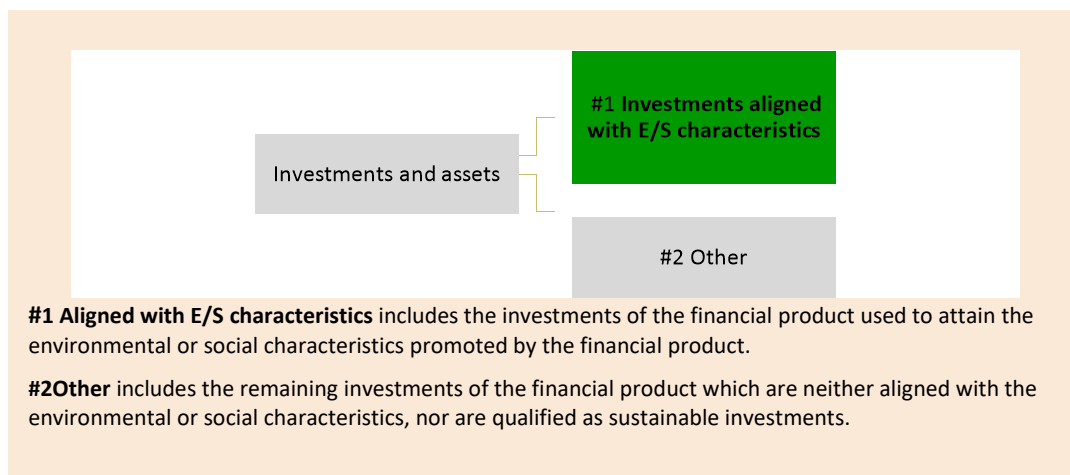 #1 Investments aligned
with E/S characteristics
Investments and assets
#2 Other
#1 Aligned with E/S characteristics includes the investments of the financial product used to attain the
environmental or social characteristics promoted by the financial product.
#2Other includes the remaining investments of the financial product which are neither aligned with the
environmental or social characteristics, nor are qualified as sustainable investments.